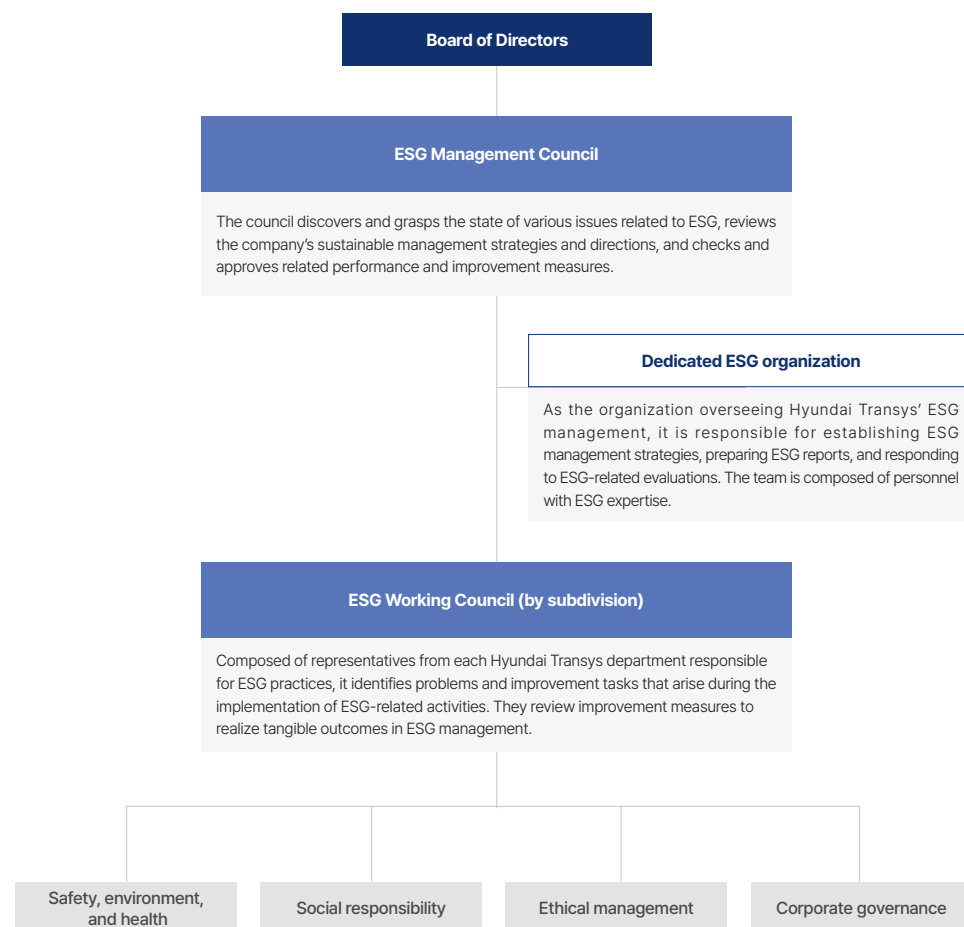 Board of Directors
ESG Management Council
The council discovers and grasps the state of various issues related to ESG, reviews
the company’s sustainable management strategies and directions, and checks and
approves related performance and improvement measures.
Dedicated ESG organization
As the organization overseeing Hyundai Transys’ ESG
management, it is responsible for establishing ESG
management strategies, preparing ESG reports, and responding
to ESG-related evaluations. The team is composed of personnel
with ESG expertise.
ESG Working Council (by subdivision)
Composed of representatives from each Hyundai Transys department responsible
for ESG practices, it identifies problems and improvement tasks that arise during the
implementation of ESG-related activities. They review improvement measures to
realize tangible outcomes in ESG management.
Safety, environment,
and health
Social responsibility
Ethical management
Corporate governance